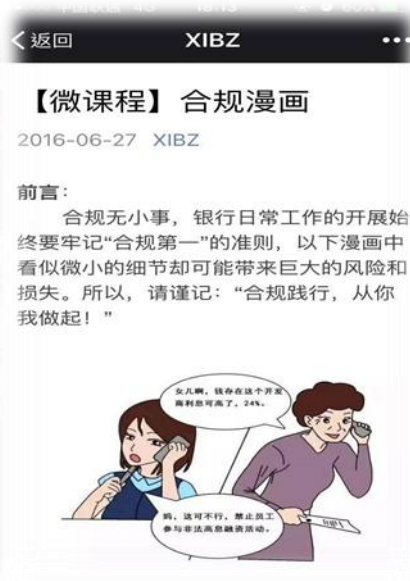 返回
XIBZ
【微课程】合规漫画
2016-06-27 XIBZ
前言：
合规无小事，银行日常工作的开展始
终要牢记“合规第一”的准则，以下漫画中
看似微小的细节却可能带来巨大的风险和
损失。所以，请谨记：“合规践行，从你
我做起！”
女儿啊，钱存在这个开发
商利息可高了，24%。
妈，这可不行，禁止员工
参与非法高息融资活动。